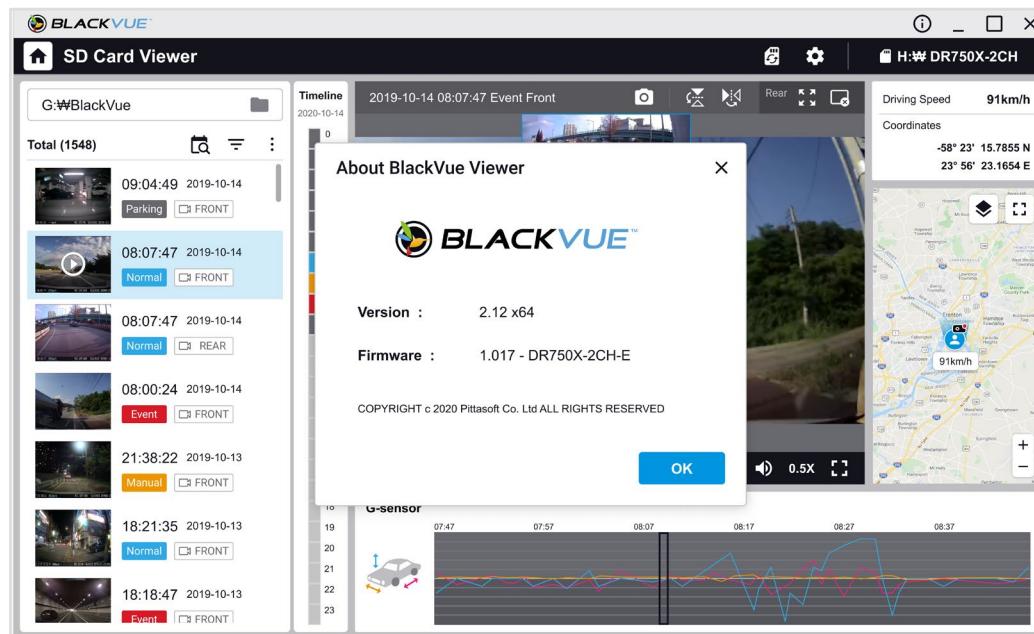 BLACKVUE
SD Card Viewer
H:₩ DR750X-2CH
G:₩BlackVue
Total (1548)
09:04:49 2019-10-14
Parking FRONT
08:07:47 2019-10-14
Normal FRONT
08:07:47 2019-10-14
Normal REAR
08:00:24 2019-10-14
Event FRONT
21:38:22 2019-10-13
Manual FRONT
18:21:35 2019-10-13
Normal FRONT
18:18:47 2019-10-13
Event FRONT
Timeline
2020-10-14
0
18
19
20
21
22
23
2019-10-14 08:07:47 Event Front
Rear
About BlackVue Viewer
BLACKVUE™
Version : 2.12 x64
Firmware : 1.017 - DR750X-2CH-E
COPYRIGHT c 2020 Pittasoft Co. Ltd ALL RIGHTS RESERVED
OK
0.5X
Driving Speed 91km/h
Coordinates
-58° 23' 15.7855 N
23° 56' 23.1654 E
Trenton
91km/h
+
−
G-sensor
07:47 07:57 08:07 08:17 08:27 08:37